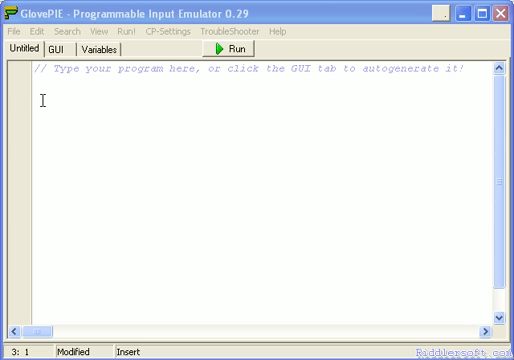 GlovePIE - Programmable Input Emulator 0.29
File Edit Search View Run! CP-Settings TroubleShooter Help
Untitled GUI Variables Run
// Type your program here, or click the GUI tab to autogenerate it!
3: 1 Modified Insert
Riddlersoft.com